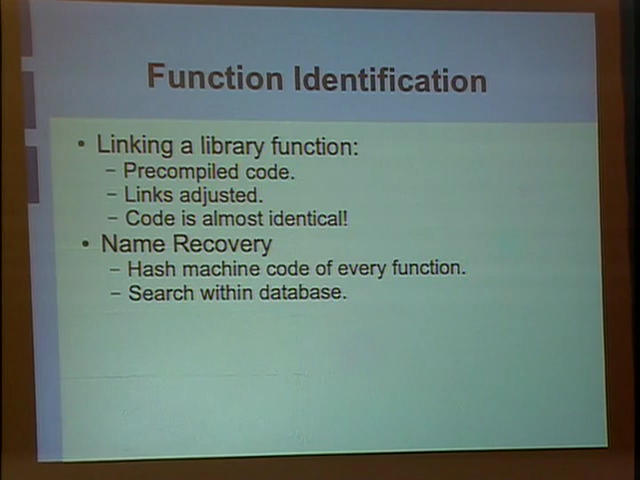 Function Identification
• Linking a library function:
– Precompiled code.
– Links adjusted.
– Code is almost identical!
• Name Recovery
– Hash machine code of every function.
– Search within database.